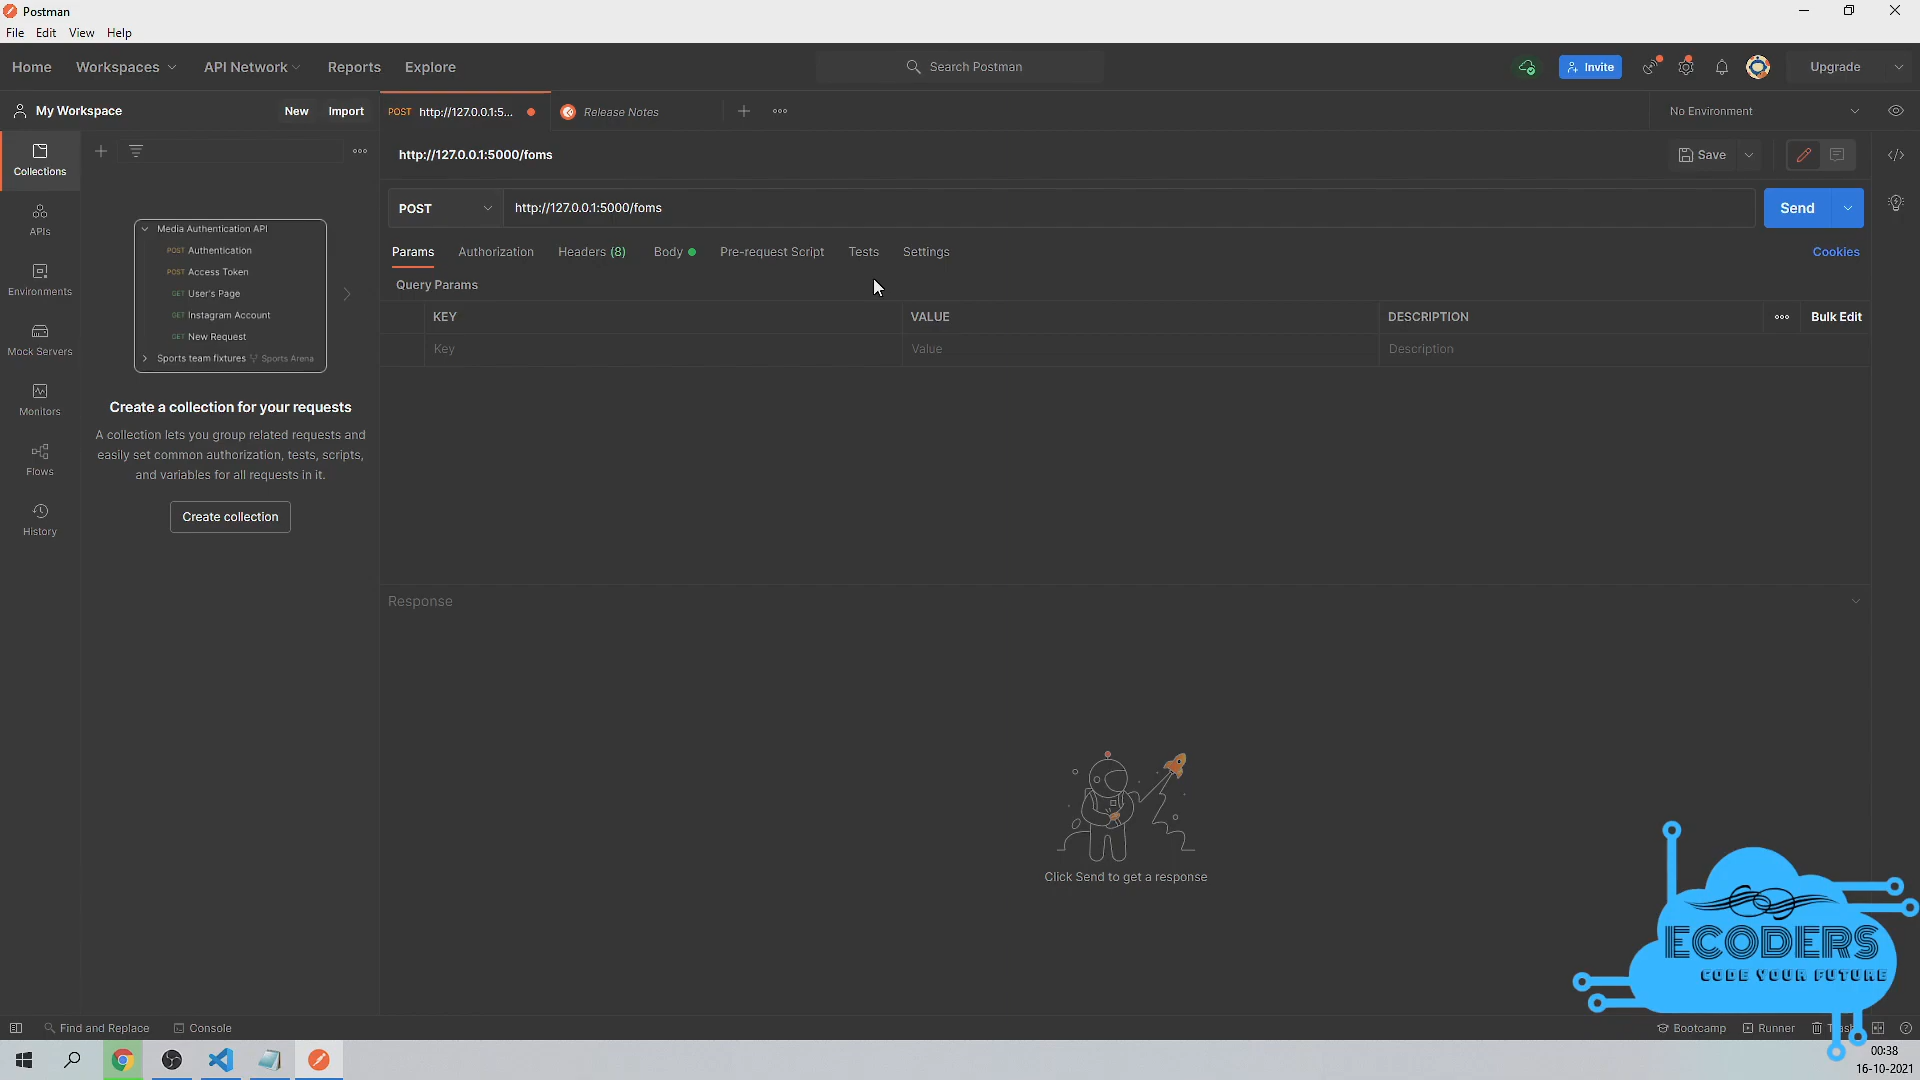 Postman
File Edit View Help
Home Workspaces API Network Reports Explore
Search Postman
Invite
Upgrade
My Workspace
New Import
POST http://127.0.0.1:5...
Release Notes
No Environment
Collections
APIs
Environments
Mock Servers
Monitors
Flows
History
Media Authentication API
POST Authentication
POST Access Token
GET User's Page
GET Instagram Account
GET New Request
Sports team fixtures Sports Arena
Create a collection for your requests
A collection lets you group related requests and
easily set common authorization, tests, scripts,
and variables for all requests in it.
Create collection
http://127.0.0.1:5000/foms
Save
POST http://127.0.0.1:5000/foms
Send
Params Authorization Headers (8) Body Pre-request Script Tests Settings
Cookies
Query Params
KEY VALUE DESCRIPTION
Bulk Edit
Key Value Description
Response
Click Send to get a response
ECODERS
CODE YOUR FUTURE
Find and Replace Console
Bootcamp Runner Trash
00:38
16-10-2021